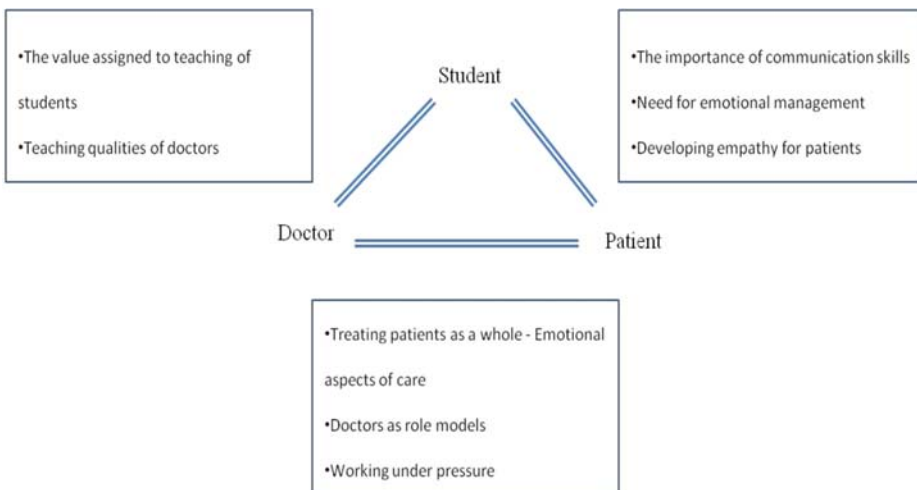 •The value assigned to teaching of
students
•Teaching qualities of doctors
Student
•The importance of communication skills
•Need for emotional management
•Developing empathy for patients
Doctor
Patient
•Treating patients as a whole - Emotional
aspects of care
•Doctors as role models
•Working under pressure